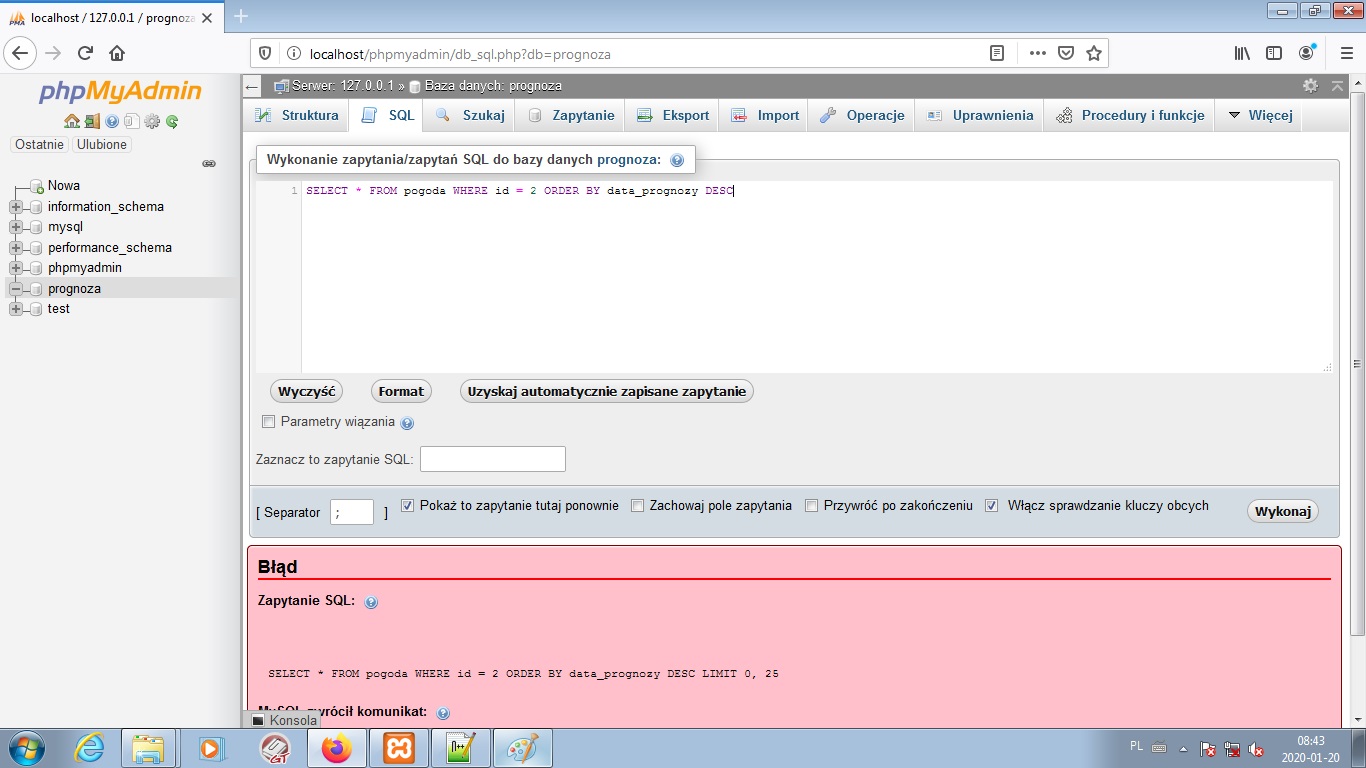 localhost / 127.0.0.1 / prognoza
localhost/phpmyadmin/db_sql.php?db=prognoza
phpMyAdmin
Ostatnie Ulubione
Nowa
information_schema
mysql
performance_schema
phpmyadmin
prognoza
test
Serwer: 127.0.0.1 » Baza danych: prognoza
Struktura SQL Szukaj Zapytanie Eksport Import Operacje Uprawnienia Procedury i funkcje Więcej
Wykonanie zapytania/zapytań SQL do bazy danych prognoza:
1 SELECT * FROM pogoda WHERE id = 2 ORDER BY data_prognozy DESC
Wyczyść Format Uzyskaj automatycznie zapisane zapytanie
Parametry wiązania
Zaznacz to zapytanie SQL:
[ Separator ; ] Pokaż to zapytanie tutaj ponownie Zachowaj pole zapytania Przywróć po zakończeniu Włącz sprawdzanie kluczy obcych Wykonaj
Błąd
Zapytanie SQL:
SELECT * FROM pogoda WHERE id = 2 ORDER BY data_prognozy DESC LIMIT 0, 25
MySQL zwrócił komunikat:
Konsola
PL
08:43
2020-01-20